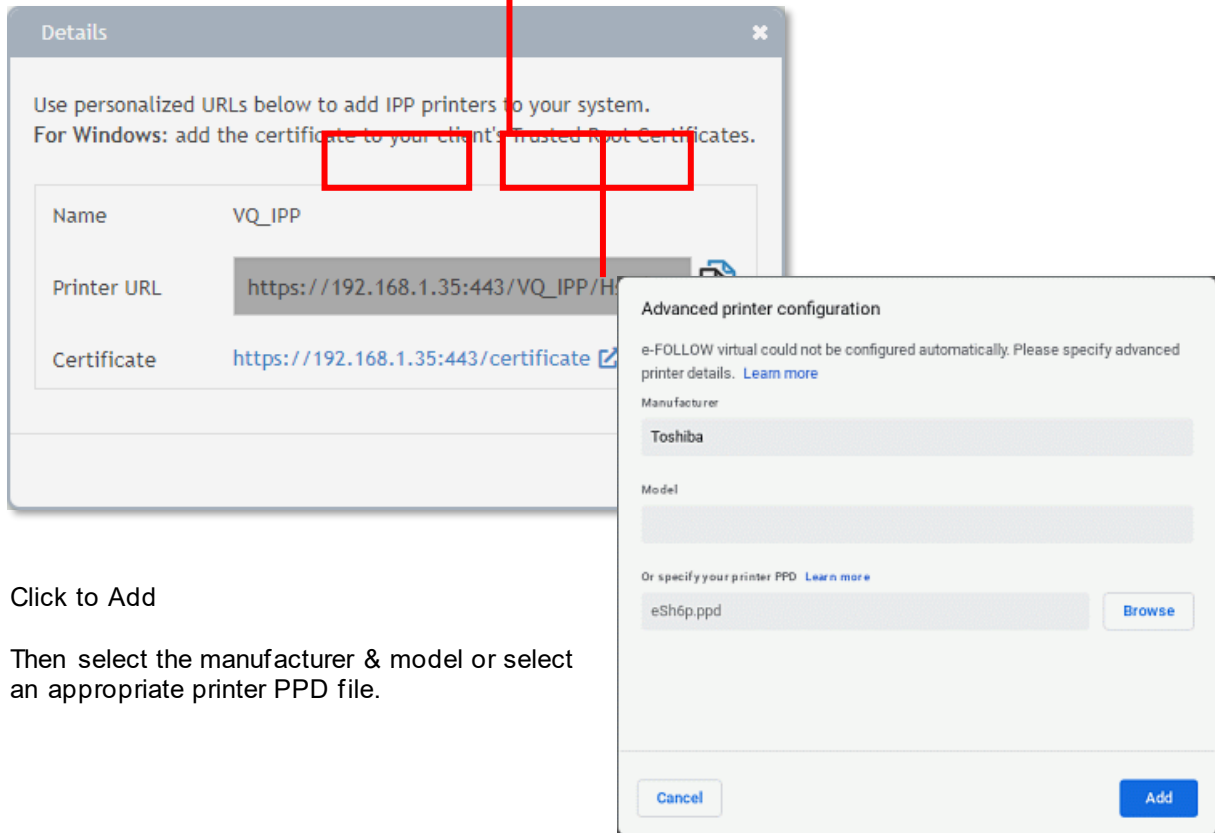 Details
Use personalized URLs below to add IPP printers to your system.
For Windows: add the certificate to your client's Trusted Root Certificates.
Name VQ_IPP
Printer URL https://192.168.1.35:443/VQ_IPP/H
Certificate https://192.168.1.35:443/certificate
Advanced printer configuration
e-FOLLOW virtual could not be configured automatically. Please specify advanced
printer details. Learn more
Manufacturer
Toshiba
Model
Or specify your printer PPD Learn more
eSh6p.ppd Browse
Cancel Add
Click to Add
Then select the manufacturer & model or select
an appropriate printer PPD file.